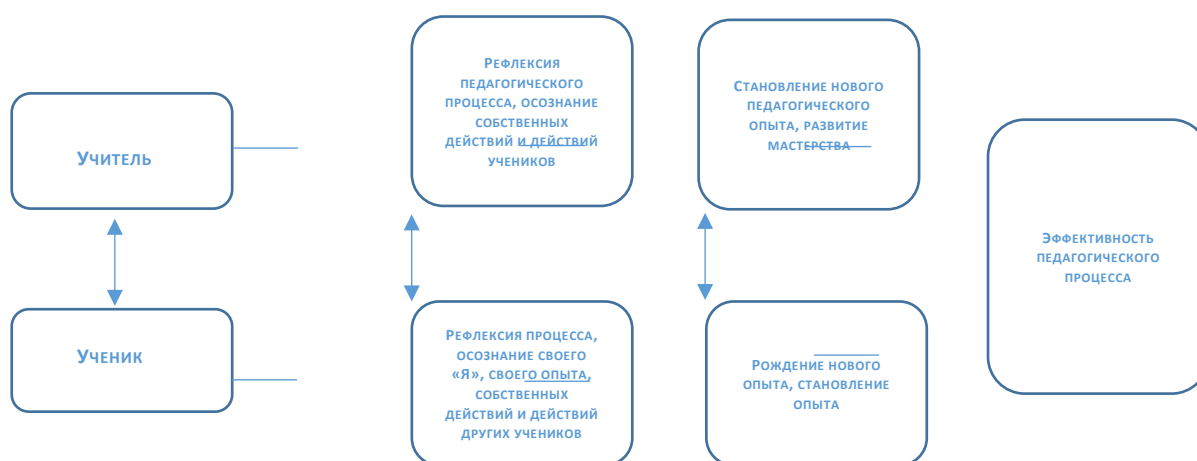 Учитель
Рефлексия
педагогического
процесса, осознание
собственных
действий и действий
учеников
Становление нового
педагогического
опыта, развитие
мастерства
Эффективность
педагогического
процесса
Ученик
Рефлексия процесса,
осознание своего
«Я», своего опыта,
собственных
действий и действий
других учеников
Рождение нового
опыта, становление
опыта